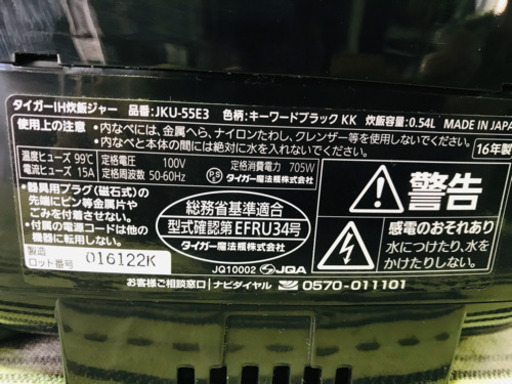 タイガーIH炊飯ジャー 品番:JKU-55E3 色柄:キーワードブラック KK 炊飯容量:0.54L MADE IN JAPA
使用上の注意 ・内なべには、金属へら、ナイロンたわし、クレンザー等を使用しないでください。
・内なべと本体の間には絶対に水を入れないでください。 16年製
温度ヒューズ 99℃ 定格電圧 100V 定格消費電力 705W
電流ヒューズ 15A 定格周波数 50-60Hz PSE タイガー魔法瓶株式会社
・器具用プラグ(磁石式)の
先端にピン等金属片や
ごみを付着させない。
・付属の電源コードは他の
機器に転用しない。
総務省基準適合
型式確認第EFRU34号
タイガー魔法瓶株式会社
警告
感電のおそれあり
水につけたり、水を
かけたりしない。
製造
ロット番号 016122K
JQ10002 JQA
お客様ご相談窓口 ナビダイヤル 0570-011101